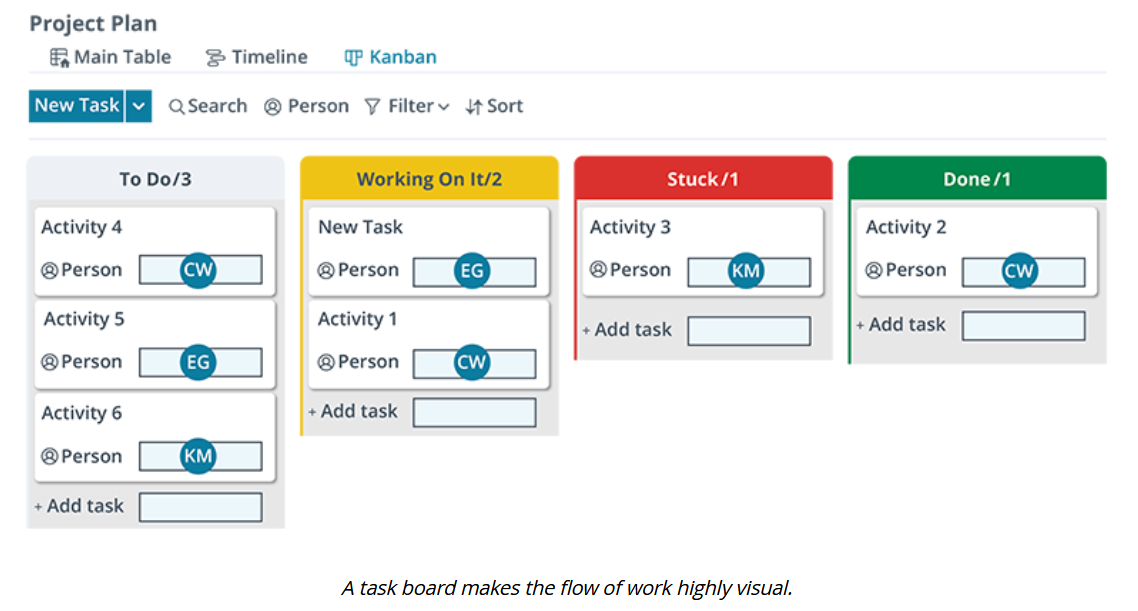 Project Plan
Main Table Timeline Kanban
New Task Search Person Filter Sort
To Do/3
Activity 4
Person CW
Activity 5
Person EG
Activity 6
Person KM
+ Add task
Working On It/2
New Task
Person EG
Activity 1
Person CW
+ Add task
Stuck/1
Activity 3
Person KM
+ Add task
Done/1
Activity 2
Person CW
+ Add task
A task board makes the flow of work highly visual.